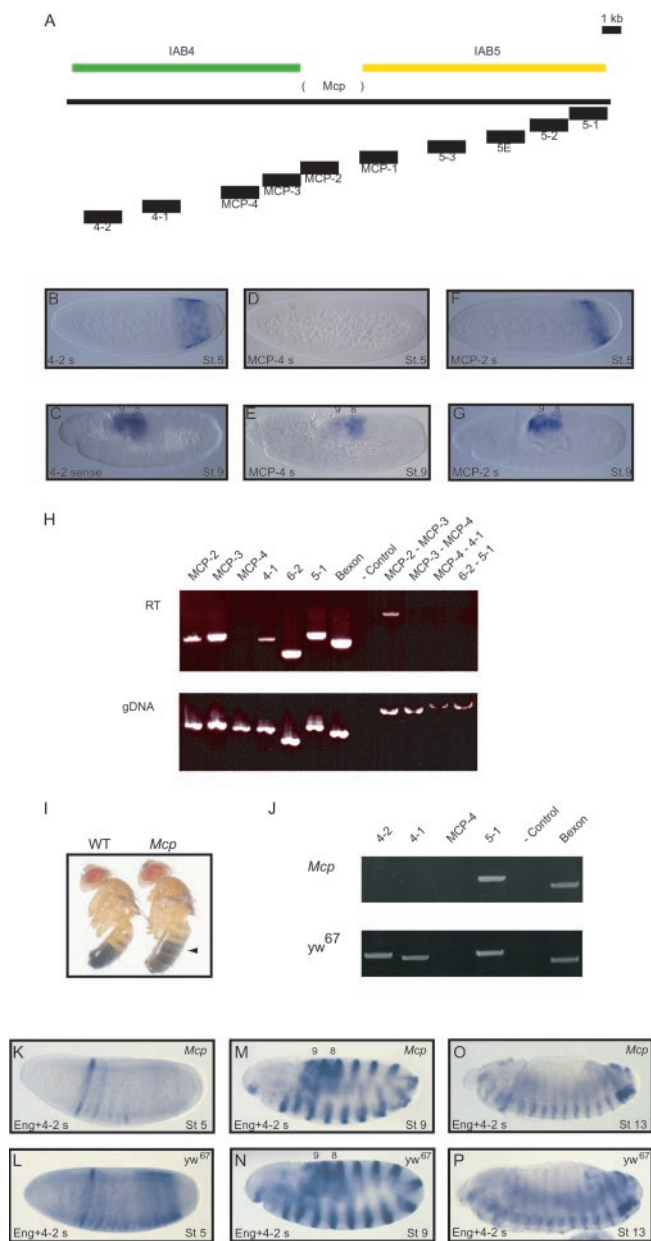 A
1 kb
IAB4 IAB5
( Mcp )
5-1
5-2
5E
5-3
MCP-1
MCP-2
MCP-3
MCP-4
4-1
4-2
B
4-2 s St.5
D
MCP-4 s St.5
F
MCP-2 s St.5
C 9 8
4-2 sense St.9
E 9 8
MCP-4 s St.9
G 9 8
MCP-2 s St.9
H
MCP-2 MCP-3 MCP-4 4-1 6-2 5-1 Bexon - Control MCP-2 - MCP-3 MCP-3 - MCP-4 MCP-4 - 4-1 6-2 - 5-1
RT
gDNA
I
WT Mcp
J
4-2 4-1 MCP-4 5-1 - Control Bexon
Mcp
yw67
K Mcp
Eng+4-2 s St 5
M 9 8 Mcp
Eng+4-2 s St 9
O Mcp
Eng+4-2 s St 13
L yw67
Eng+4-2 s St 5
N 9 8 yw67
Eng+4-2 s St 9
P yw67
Eng+4-2 s St 13